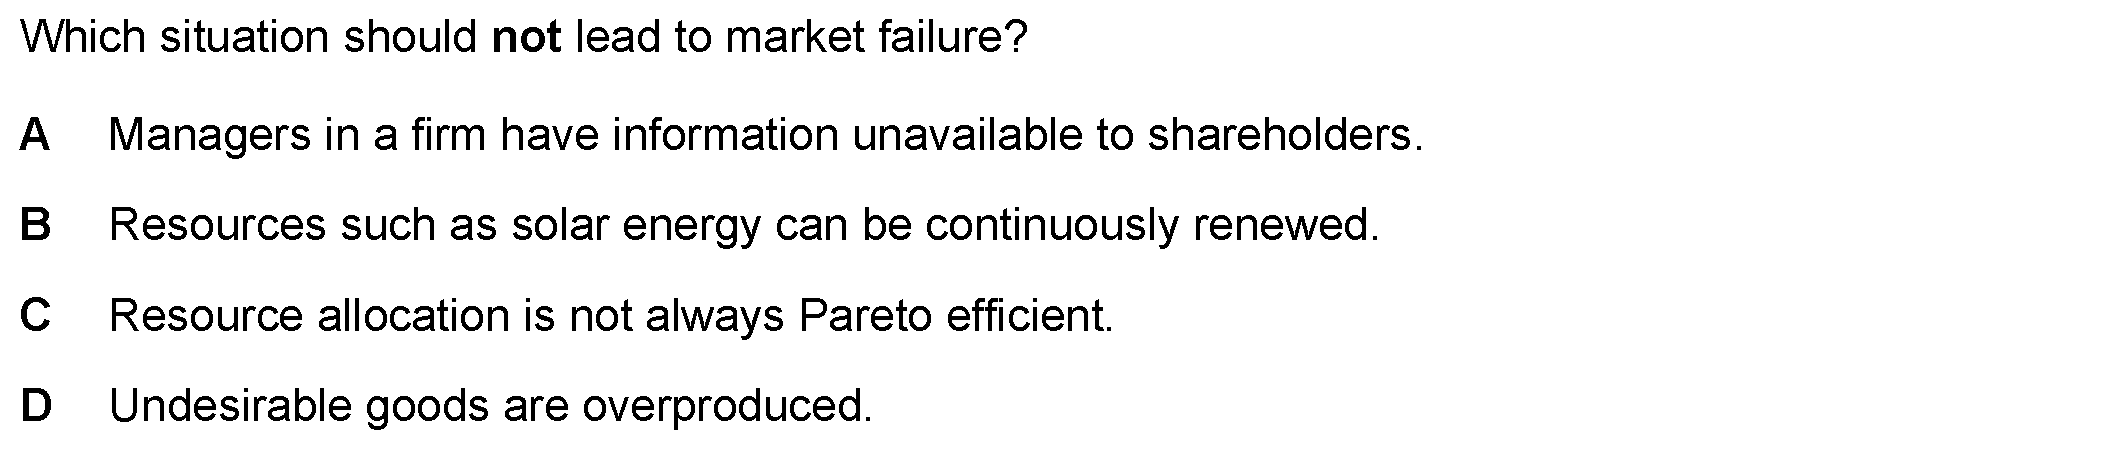 Which situation should not lead to market failure?
A Managers in a firm have information unavailable to shareholders.
B Resources such as solar energy can be continuously renewed.
C Resource allocation is not always Pareto efficient.
D Undesirable goods are overproduced.